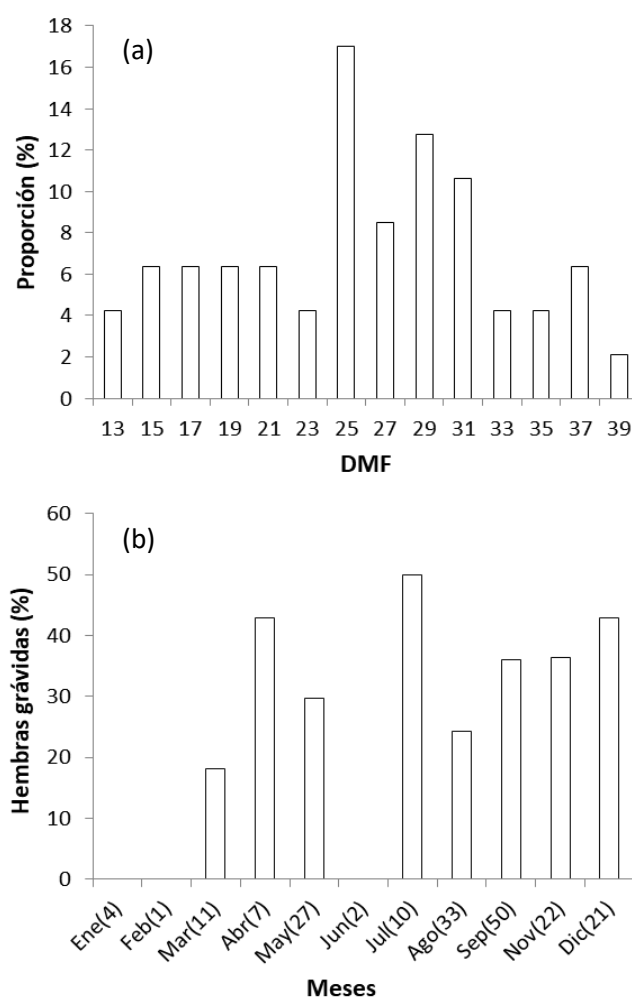 (a)
Proporción (%)
18
16
14
12
10
8
6
4
2
0
13 15 17 19 21 23 25 27 29 31 33 35 37 39
DMF
(b)
Hembras grávidas (%)
60
50
40
30
20
10
0
Ene(4) Feb(1) Mar(11) Abr(7) May(27) Jun(2) Jul(10) Ago(33) Sep(50) Nov(22) Dic(21)
Meses